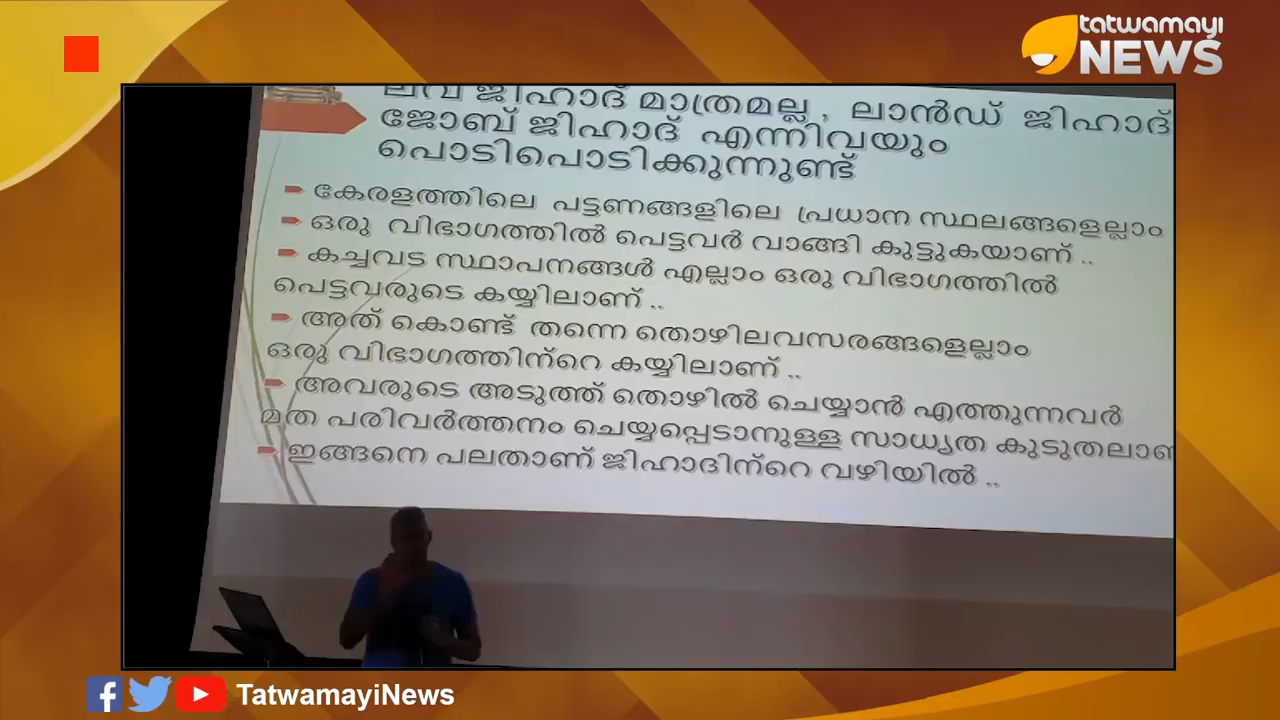 tatwamayi
NEWS
ലവ് ജിഹാദ് മാത്രമല്ല , ലാൻഡ് ജിഹാദ്
ജോബ് ജിഹാദ് എന്നിവയും
പൊടിപൊടിക്കുന്നുണ്ട്
കേരളത്തിലെ പട്ടണങ്ങളിലെ പ്രധാന സ്ഥലങ്ങളെല്ലാം
ഒരു വിഭാഗത്തിൽ പെട്ടവർ വാങ്ങി കൂട്ടുകയാണ് ..
കച്ചവട സ്ഥാപനങ്ങൾ എല്ലാം ഒരു വിഭാഗത്തിൽ
പെട്ടവരുടെ കയ്യിലാണ് ..
അത് കൊണ്ട് തന്നെ തൊഴിലവസരങ്ങളെല്ലാം
ഒരു വിഭാഗത്തിന്റെ കയ്യിലാണ് ..
അവരുടെ അടുത്ത് തൊഴിൽ ചെയ്യാൻ എത്തുന്നവർ
മത പരിവർത്തനം ചെയ്യപ്പെടാനുള്ള സാധ്യത കൂടുതലാണ്
ഇങ്ങനെ പലതാണ് ജിഹാദിന്റെ വഴിയിൽ ..
TatwamayiNews